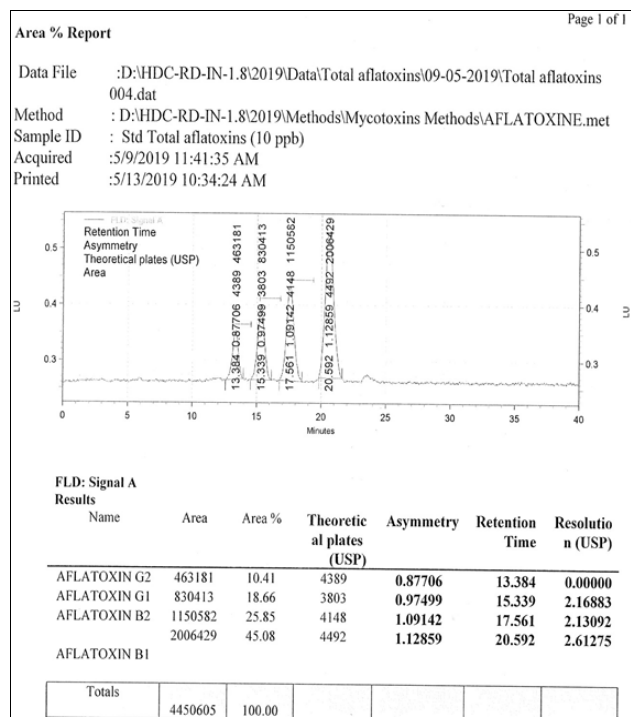 Page 1 of 1
Area % Report
Data File :D:\HDC-RD-IN-1.8\2019\Data\Total aflatoxins\09-05-2019\Total aflatoxins
004.dat
Method : D:\HDC-RD-IN-1.8\2019\Methods\Mycotoxins Methods\AFLATOXINE.met
Sample ID : Std Total aflatoxins (10 ppb)
Acquired :5/9/2019 11:41:35 AM
Printed :5/13/2019 10:34:24 AM
FLD: Signal A
Retention Time
Asymmetry
Theoretical plates (USP)
Area
13.384 0.87706 4389 463181
15.339 0.97499 3803 830413
17.561 1.09142 4148 1150582
20.592 1.12859 4492 2006429
LU
0.5
0.4
0.3
0.5
0.4
0.3
LU
0 5 10 15 20 25 30 35 40
Minutes
FLD: Signal A
Results
Name Area Area % Theoretic Asymmetry Retention Resolutio
al plates Time n (USP)
(USP)
AFLATOXIN G2 463181 10.41 4389 0.87706 13.384 0.00000
AFLATOXIN G1 830413 18.66 3803 0.97499 15.339 2.16883
AFLATOXIN B2 1150582 25.85 4148 1.09142 17.561 2.13092
2006429 45.08 4492 1.12859 20.592 2.61275
AFLATOXIN B1
Totals
4450605 100.00